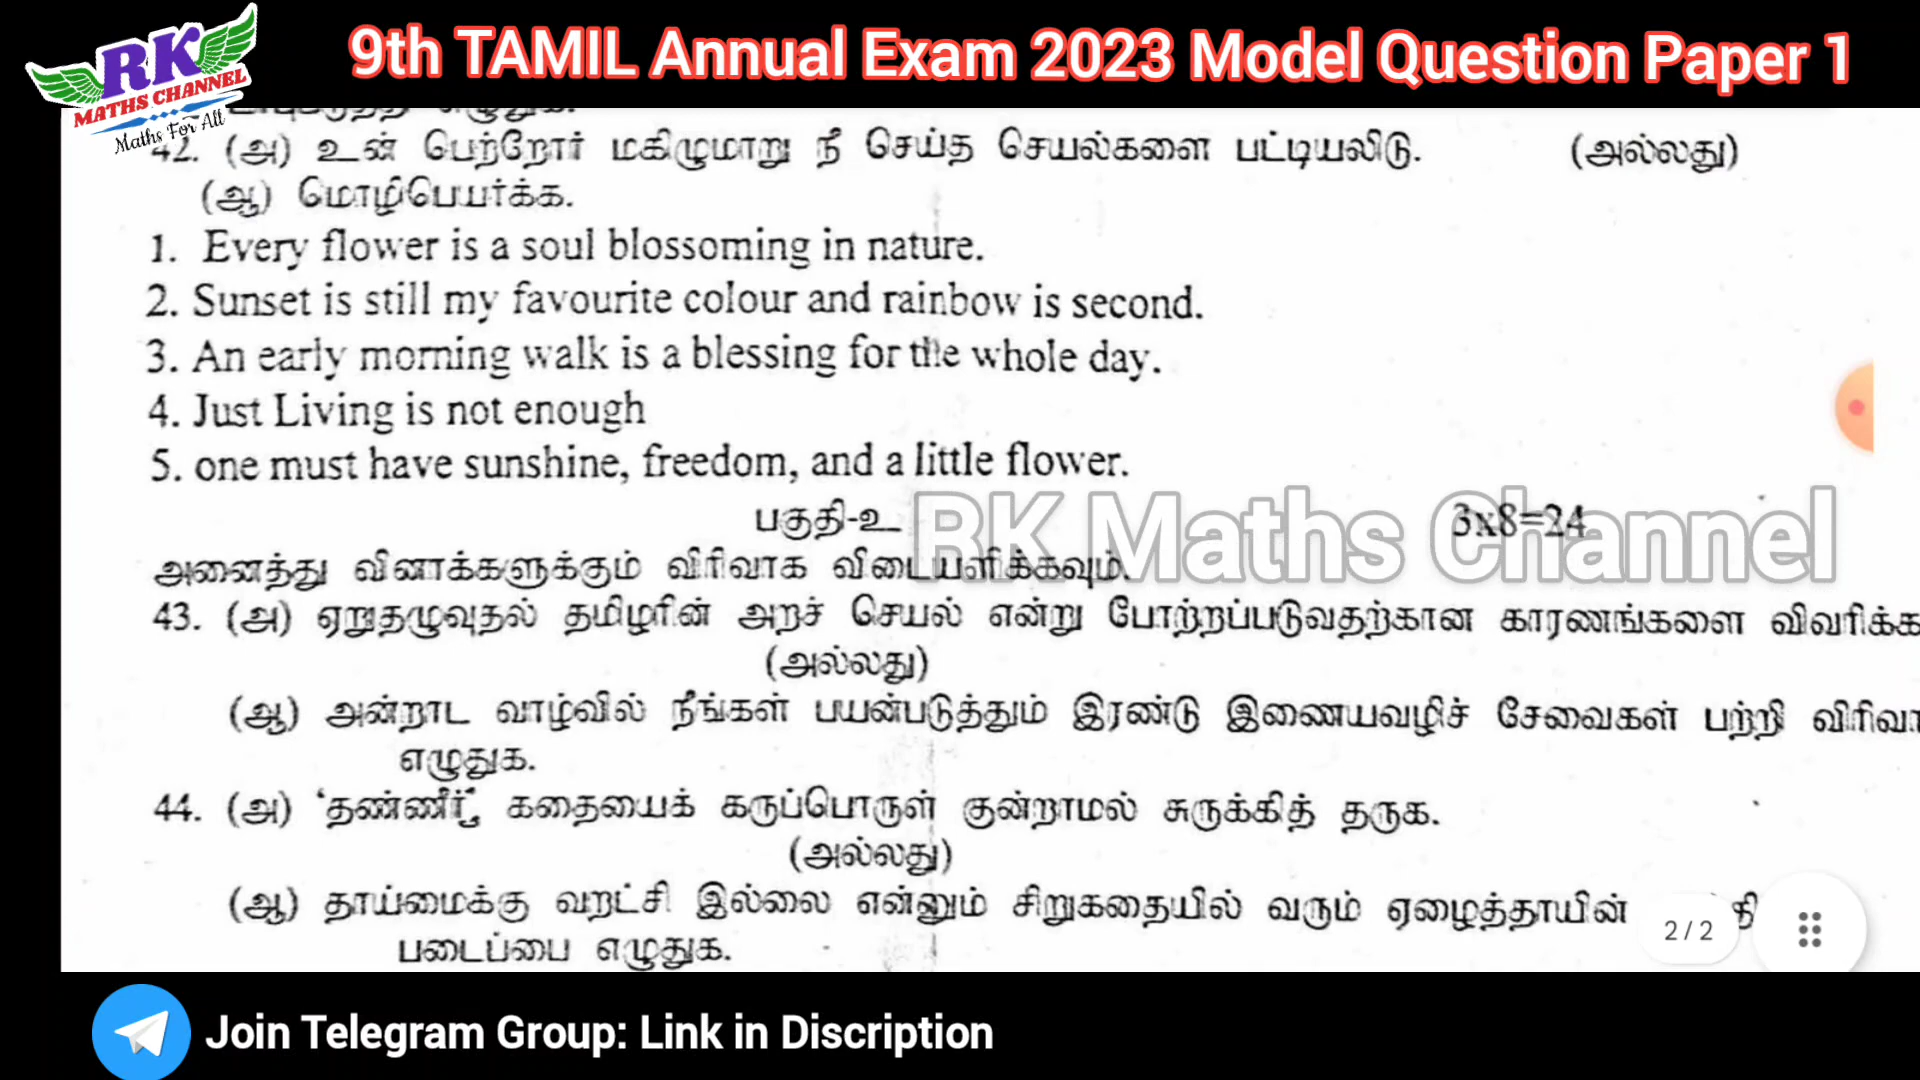 RK
MATHS CHANNEL
Maths For All
9th TAMIL Annual Exam 2023 Model Question Paper 1
எழுதுக.
42. (அ) உன் பெற்றோர் மகிழுமாறு நீ செய்த செயல்களை பட்டியலிடு. (அல்லது)
(ஆ) மொழிபெயர்க்க.
1. Every flower is a soul blossoming in nature.
2. Sunset is still my favourite colour and rainbow is second.
3. An early morning walk is a blessing for the whole day.
4. Just Living is not enough
5. one must have sunshine, freedom, and a little flower.
பகுதி-உ 3x8=24
RK Maths Channel
அனைத்து வினாக்களுக்கும் விரிவாக விடையளிக்கவும்.
43. (அ) ஏறுதழுவுதல் தமிழரின் அறச் செயல் என்று போற்றப்படுவதற்கான காரணங்களை விவரிக்க
(அல்லது)
(ஆ) அன்றாட வாழ்வில் நீங்கள் பயன்படுத்தும் இரண்டு இணையவழிச் சேவைகள் பற்றி விரிவா
எழுதுக.
44. (அ) 'தண்ணீர்' கதையைக் கருப்பொருள் குன்றாமல் சுருக்கித் தருக.
(அல்லது)
(ஆ) தாய்மைக்கு வறட்சி இல்லை என்னும் சிறுகதையில் வரும் ஏழைத்தாயின்
படைப்பை எழுதுக.
2/2
Join Telegram Group: Link in Discription